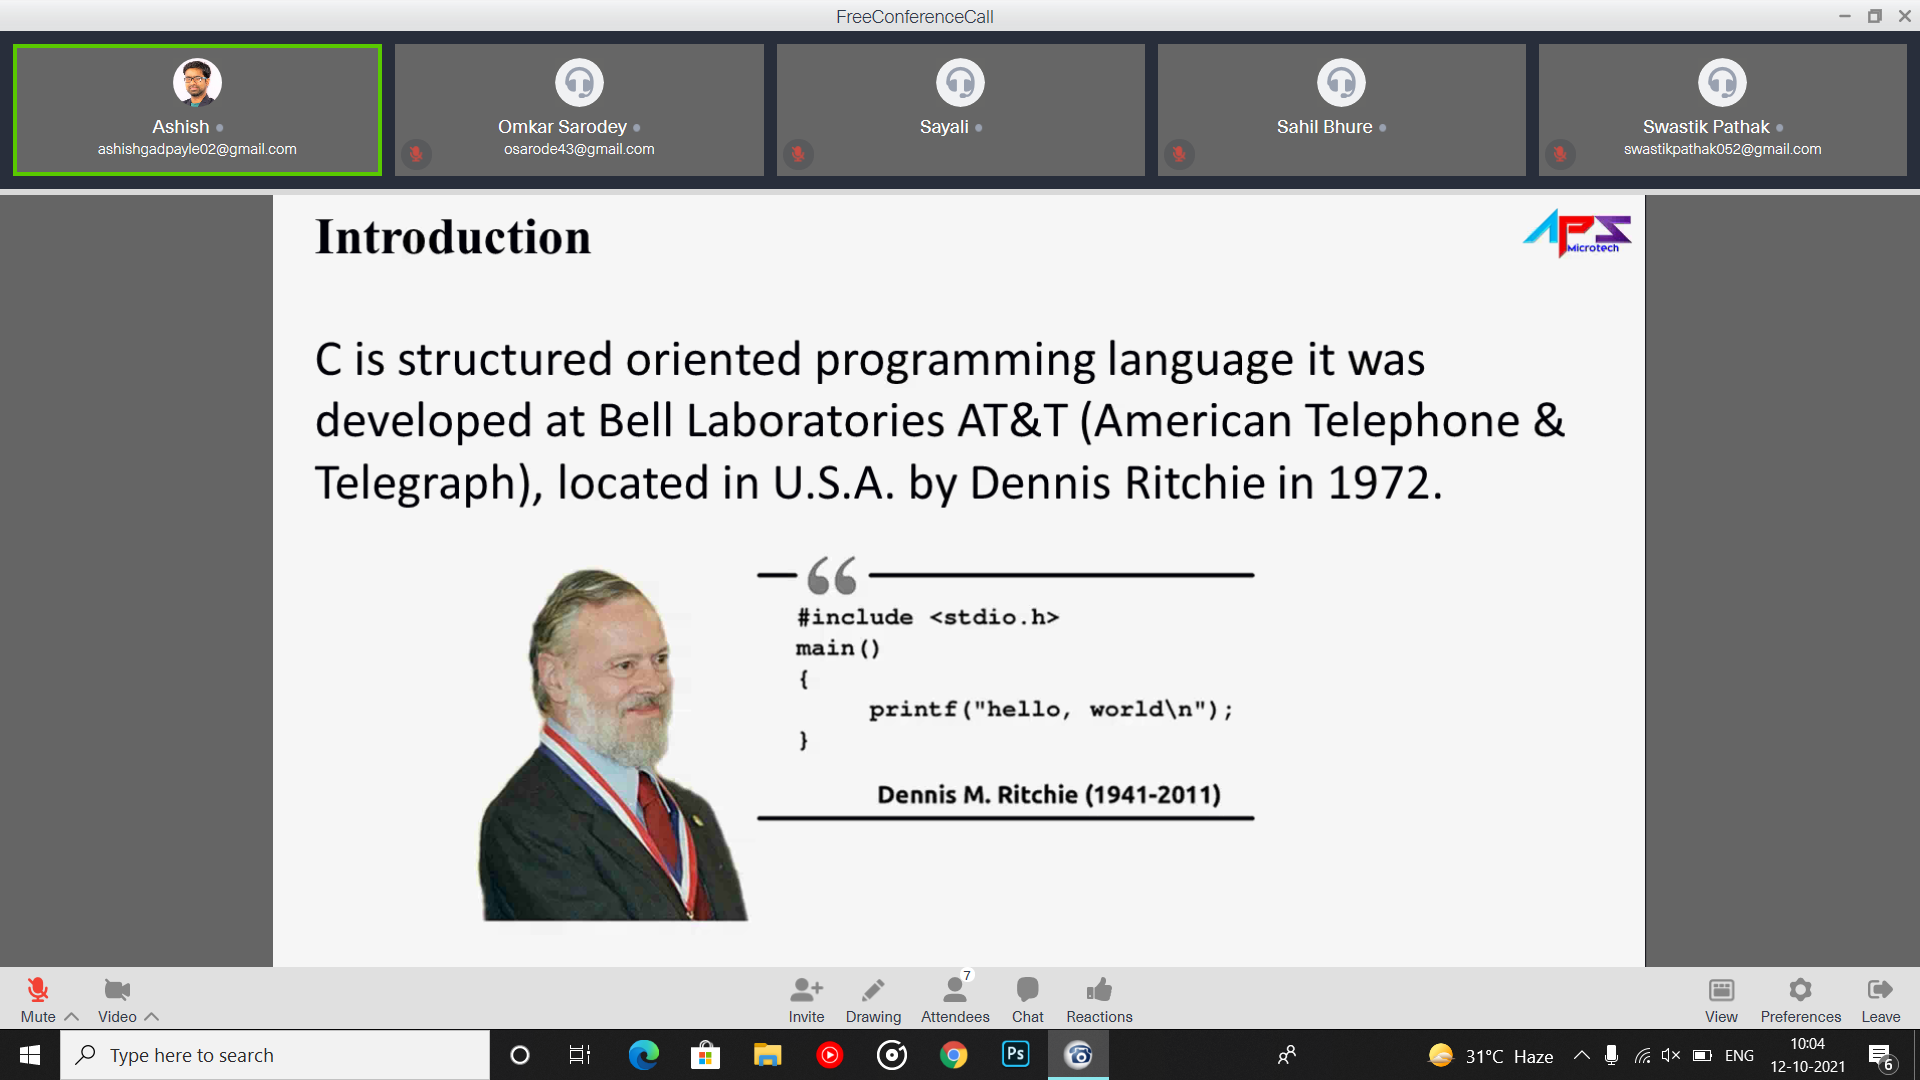 FreeConferenceCall
Ashish
ashishgadpayle02@gmail.com
Omkar Sarodey
osarode43@gmail.com
Sayali
Sahil Bhure
Swastik Pathak
swastikpathak052@gmail.com
Introduction
APS
Microtech
C is structured oriented programming language it was
developed at Bell Laboratories AT&T (American Telephone &
Telegraph), located in U.S.A. by Dennis Ritchie in 1972.
“
#include <stdio.h>
main()
{
printf("hello, world\n");
}
Dennis M. Ritchie (1941-2011)
Mute
Video
Invite
Drawing
7
Attendees
Chat
Reactions
View
Preferences
Leave
Type here to search
Ps
31°C Haze
ENG
10:04
12-10-2021
6